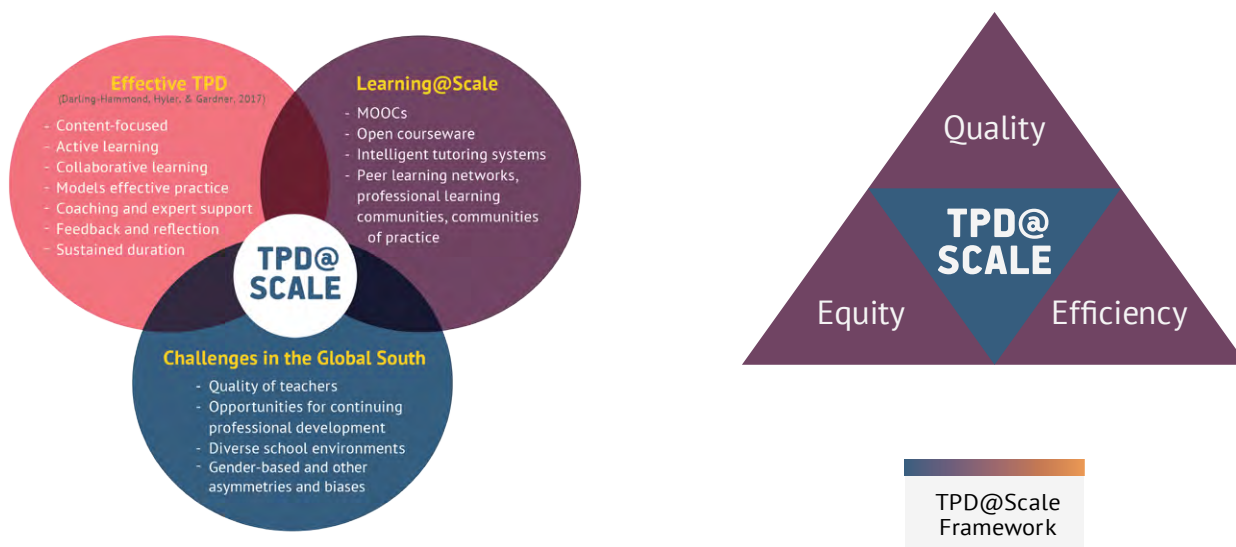 Effective TPD
(Darling-Hammond, Hyler, & Gardner, 2017)
- Content-focused
- Active learning
- Collaborative learning
- Models effective practice
- Coaching and expert support
- Feedback and reflection
- Sustained duration
Learning@Scale
- MOOCs
- Open courseware
- Intelligent tutoring systems
- Peer learning networks,
professional learning
communities, communities
of practice
TPD@
SCALE
Challenges in the Global South
- Quality of teachers
- Opportunities for continuing
professional development
- Diverse school environments
- Gender-based and other
asymmetries and biases
Quality
TPD@
SCALE
Equity
Efficiency
TPD@Scale
Framework